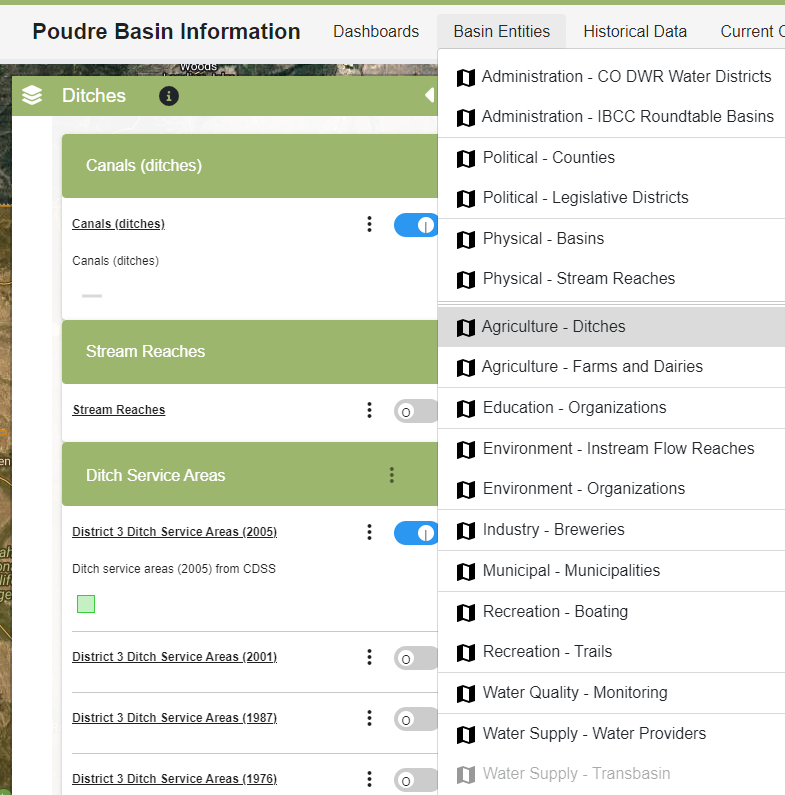 Poudre Basin Information
Dashboards
Basin Entities
Historical Data
Current
Woods
Ditches
Canals (ditches)
Canals (ditches)
Canals (ditches)
Stream Reaches
Stream Reaches
Ditch Service Areas
District 3 Ditch Service Areas (2005)
Ditch service areas (2005) from CDSS
District 3 Ditch Service Areas (2001)
District 3 Ditch Service Areas (1987)
District 3 Ditch Service Areas (1976)
Administration - CO DWR Water Districts
Administration - IBCC Roundtable Basins
Political - Counties
Political - Legislative Districts
Physical - Basins
Physical - Stream Reaches
Agriculture - Ditches
Agriculture - Farms and Dairies
Education - Organizations
Environment - Instream Flow Reaches
Environment - Organizations
Industry - Breweries
Municipal - Municipalities
Recreation - Boating
Recreation - Trails
Water Quality - Monitoring
Water Supply - Water Providers
Water Supply - Transbasin